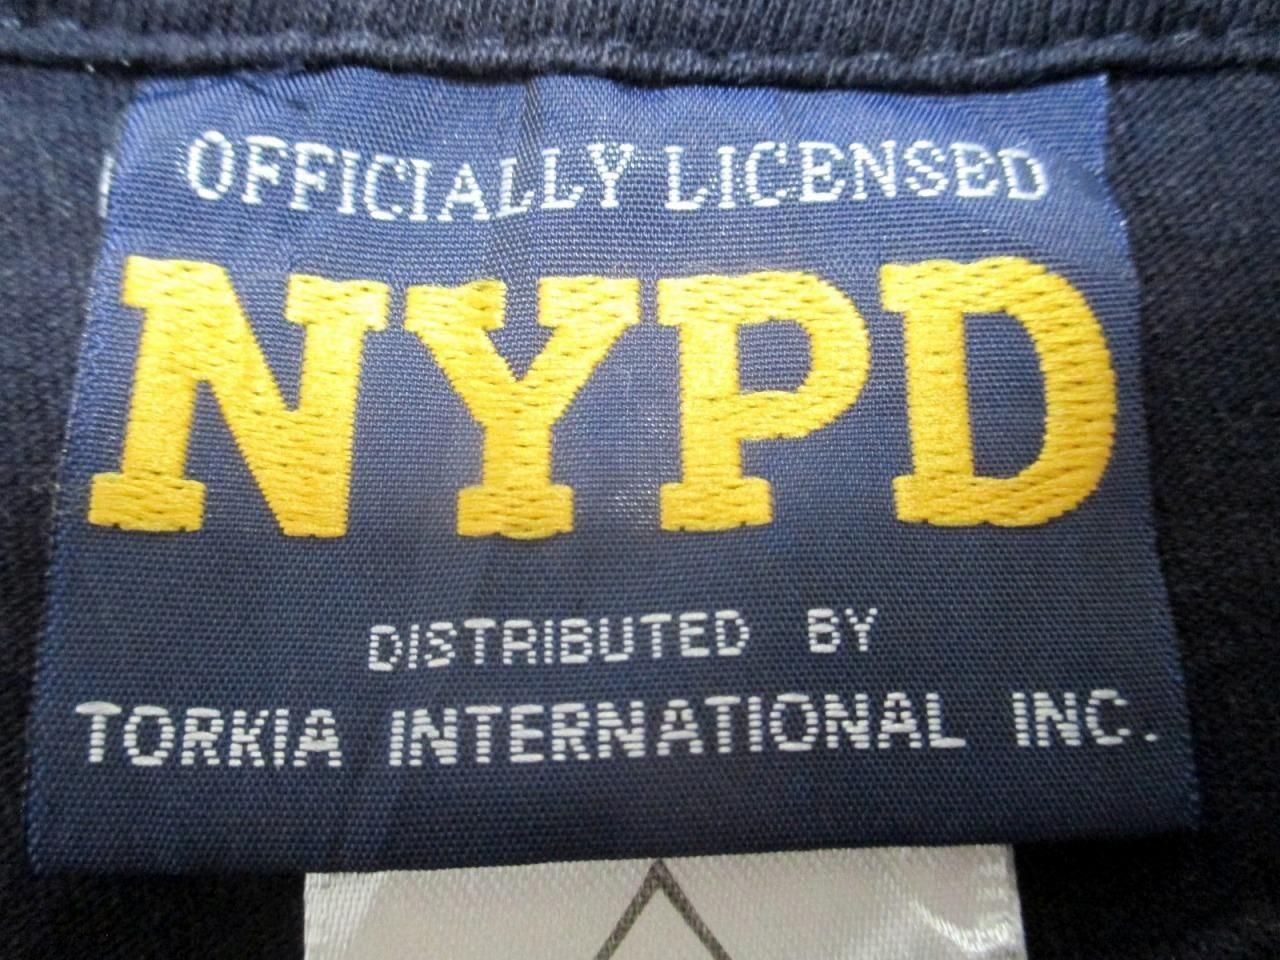 OFFICIALLY LICENSED
NYPD
DISTRIBUTED BY
TORKIA INTERNATIONAL INC.